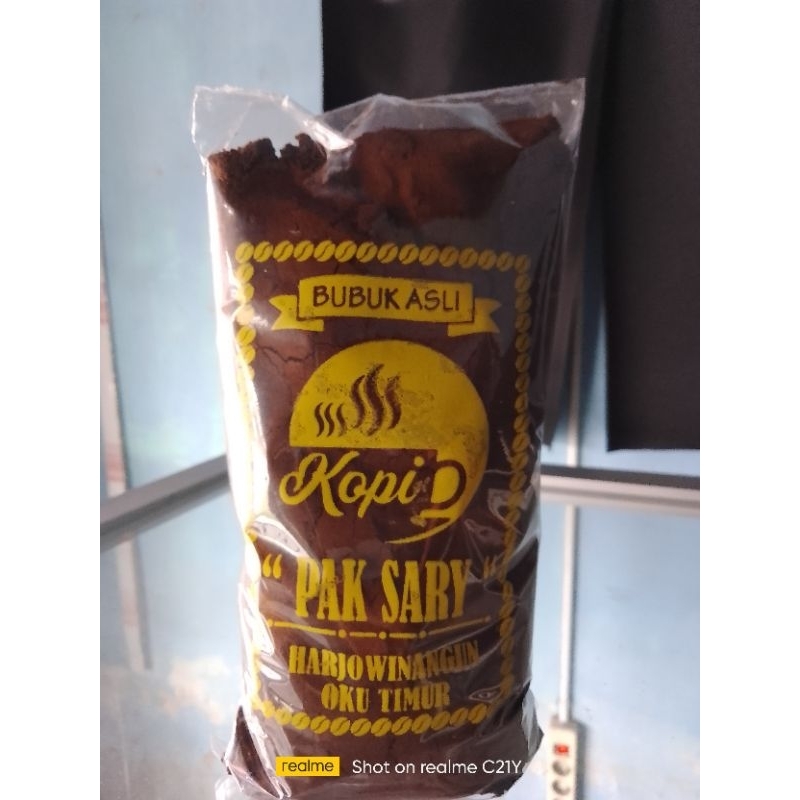 BUBUK ASLI
Kopi
“ PAK SARY “
HARJOWINANGUN
OKU TIMUR
realme Shot on realme C21Y